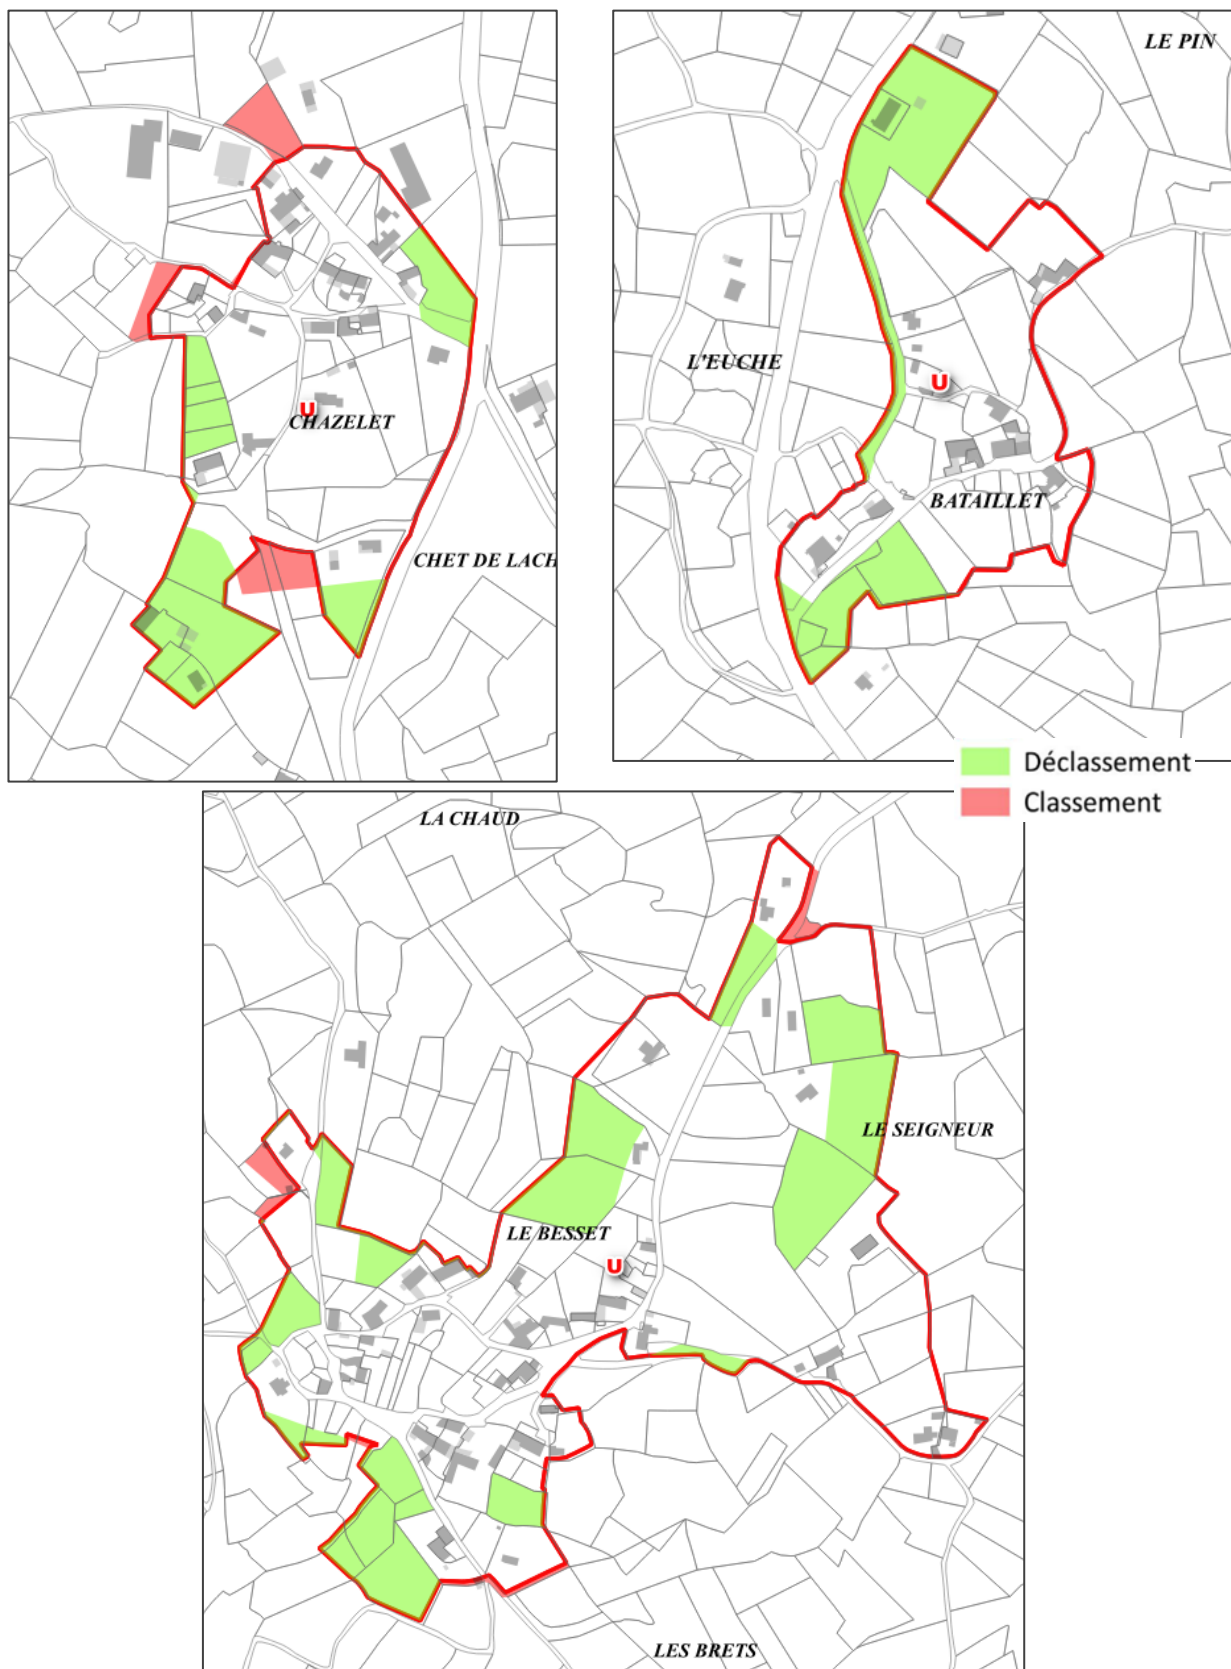 U
CHAZELET
CHET DE LACH
LE PIN
L'EUCHE
U
BATAILLET
Déclassement
Classement
LA CHAUD
LE SEIGNEUR
LE BESSET
U
LES BRETS